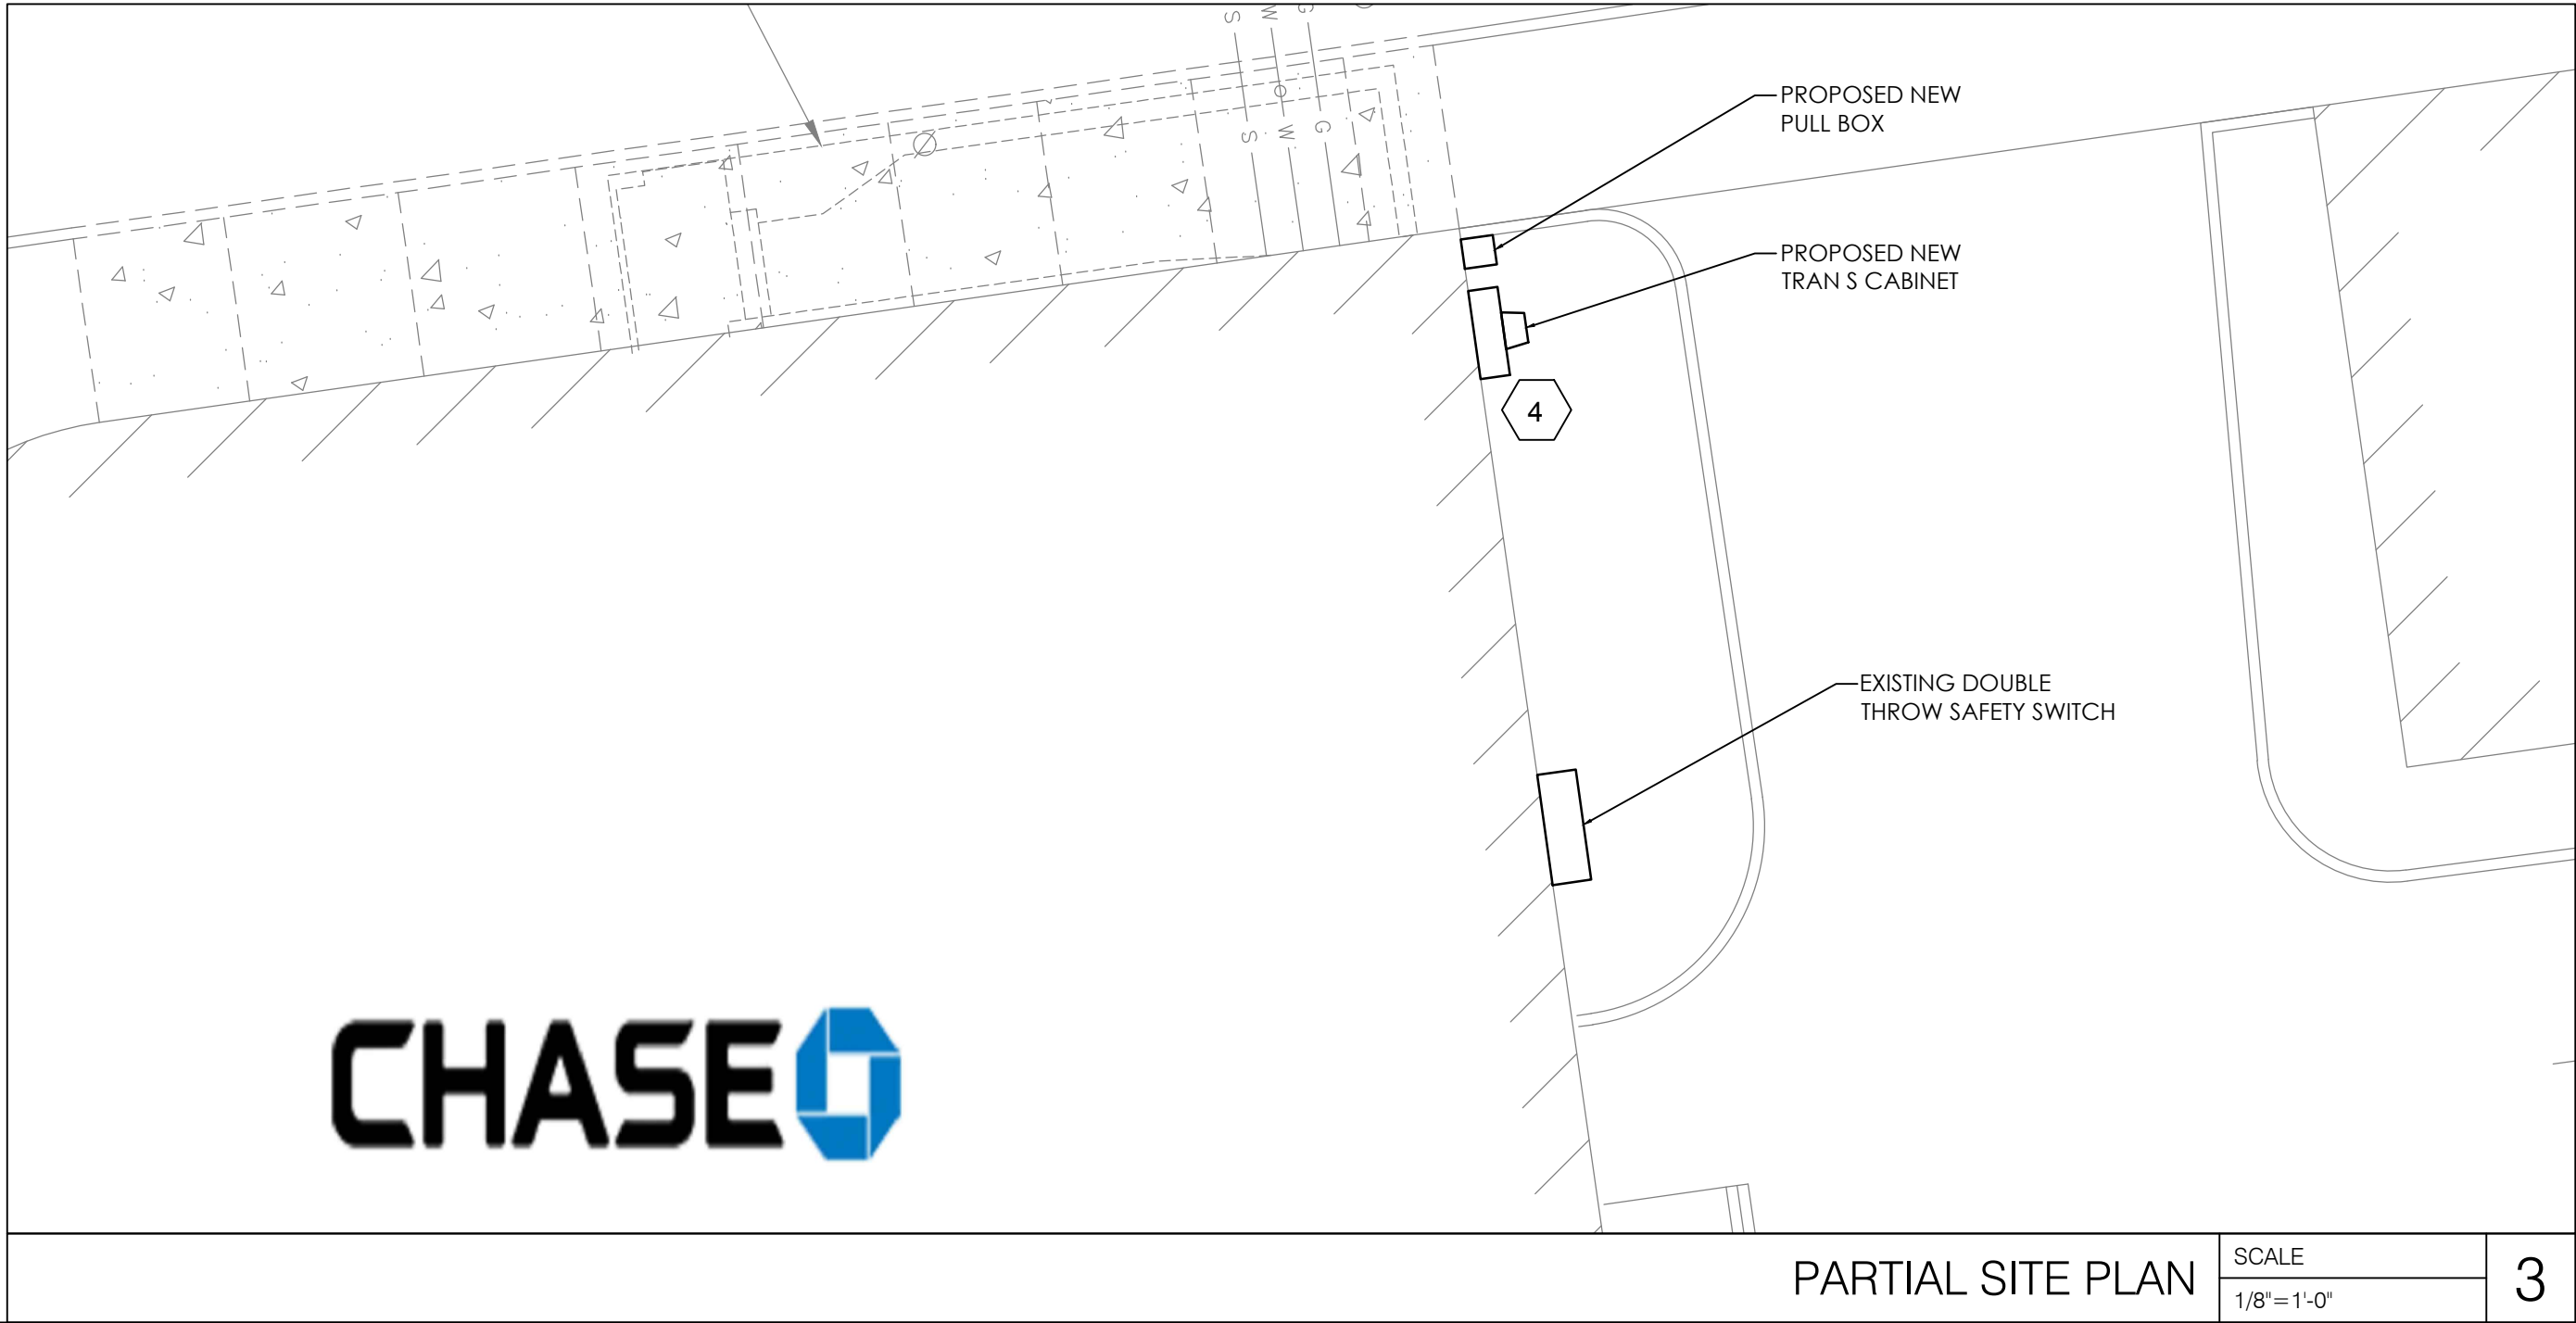 S
W
G
O
S
W
G
PROPOSED NEW
PULL BOX
PROPOSED NEW
TRAN S CABINET
4
EXISTING DOUBLE
THROW SAFETY SWITCH
CHASE
PARTIAL SITE PLAN
SCALE
1/8"=1'-0"
3